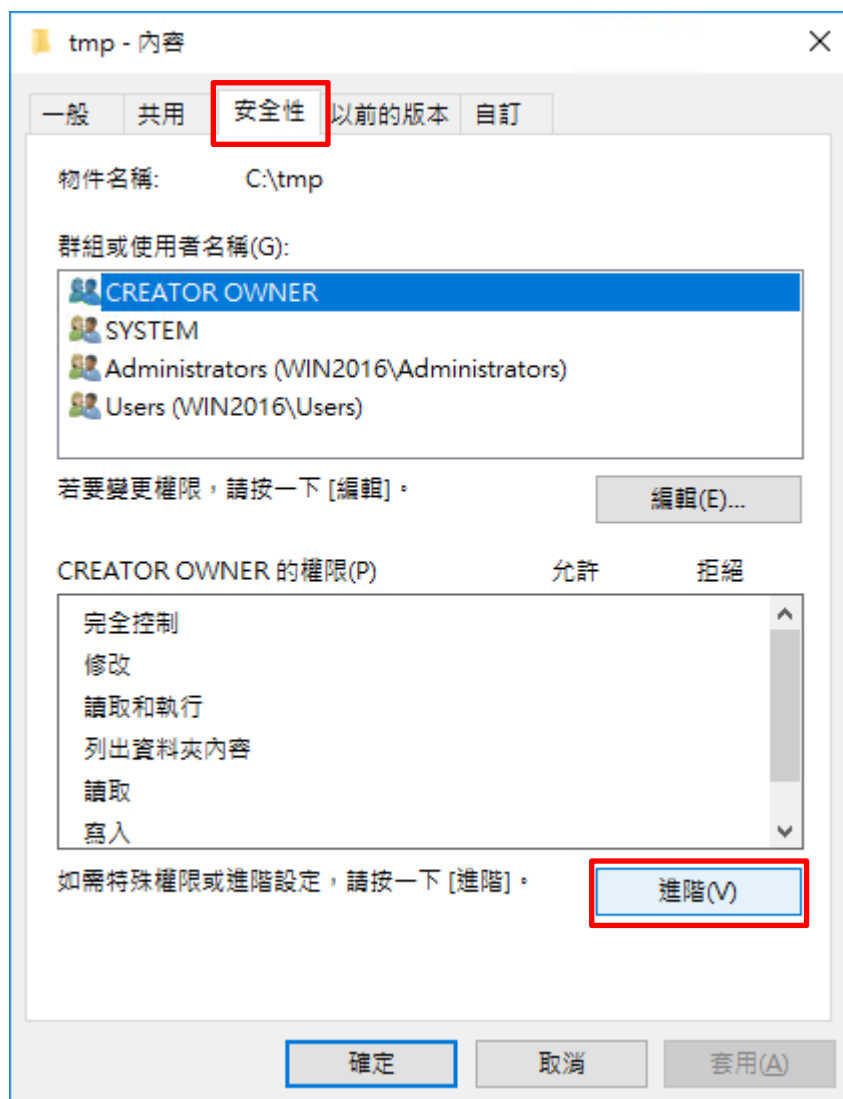 tmp - 內容
一般 共用 安全性 以前的版本 自訂
物件名稱: C:\tmp
群組或使用者名稱(G):
CREATOR OWNER
SYSTEM
Administrators (WIN2016\Administrators)
Users (WIN2016\Users)
若要變更權限，請按一下 [編輯]。
編輯(E)...
CREATOR OWNER 的權限(P) 允許 拒絕
完全控制
修改
讀取和執行
列出資料夾內容
讀取
寫入
如需特殊權限或進階設定，請按一下 [進階]。
進階(V)
確定 取消 套用(A)